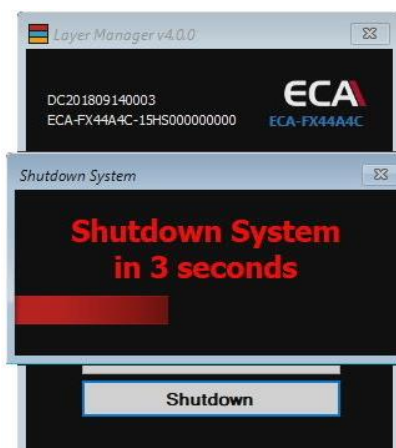 Layer Manager v4.0.0
DC201809140003
ECA-FX44A4C-15HS000000000
ECA
ECA-FX44A4C
Shutdown System
Shutdown System
in 3 seconds
Shutdown